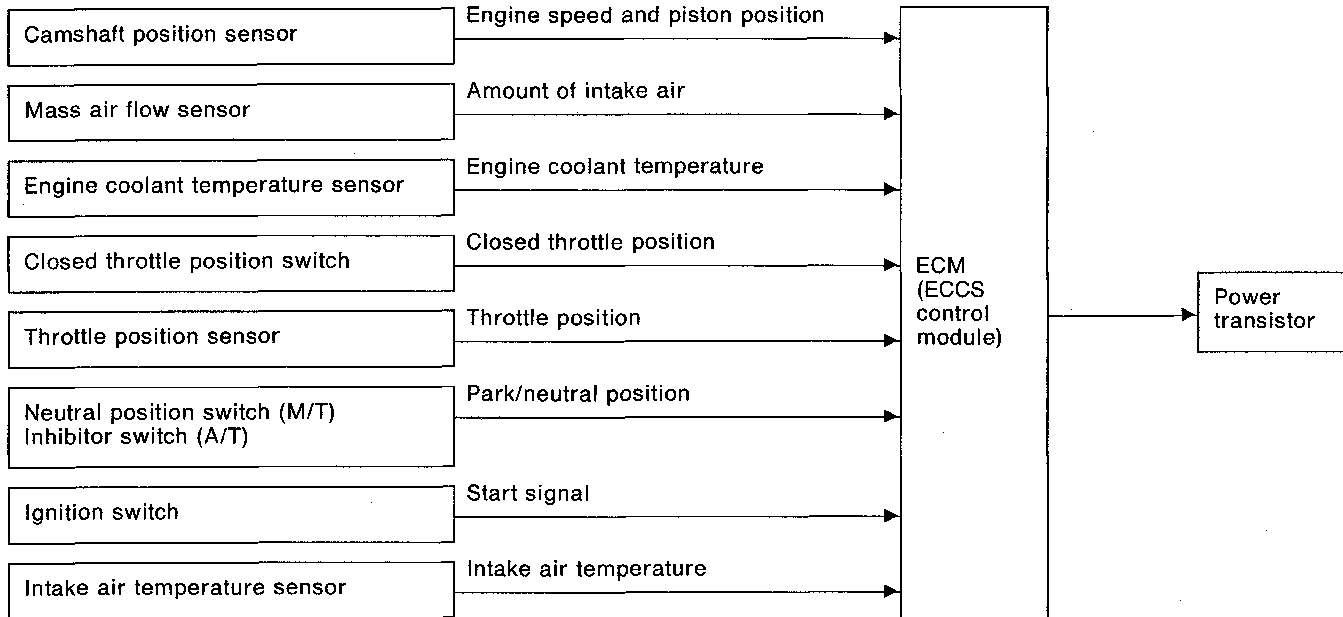 Camshaft position sensor
Engine speed and piston position
Mass air flow sensor
Amount of intake air
Engine coolant temperature sensor
Engine coolant temperature
Closed throttle position switch
Closed throttle position
Throttle position sensor
Throttle position
Neutral position switch (M/T)
Inhibitor switch (A/T)
Park/neutral position
Ignition switch
Start signal
Intake air temperature sensor
Intake air temperature
ECM
(ECCS
control
module)
Power
transistor